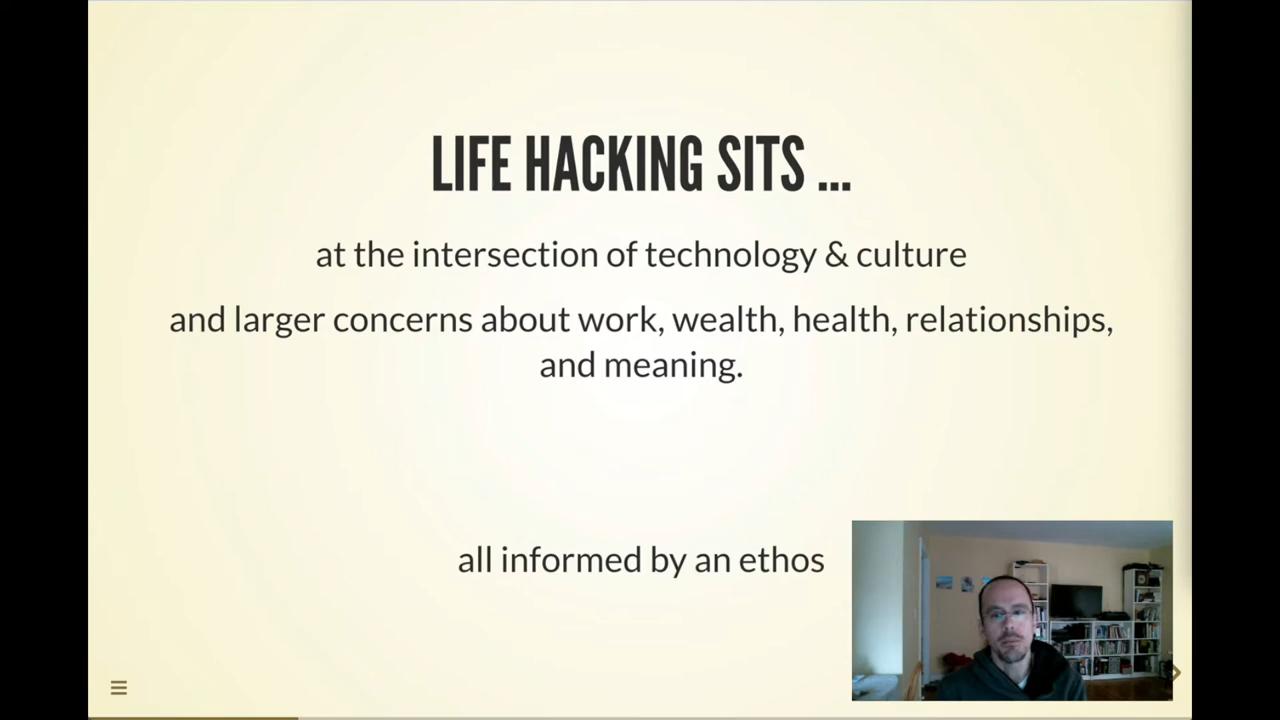 LIFE HACKING SITS ...
at the intersection of technology & culture
and larger concerns about work, wealth, health, relationships,
and meaning.
all informed by an ethos